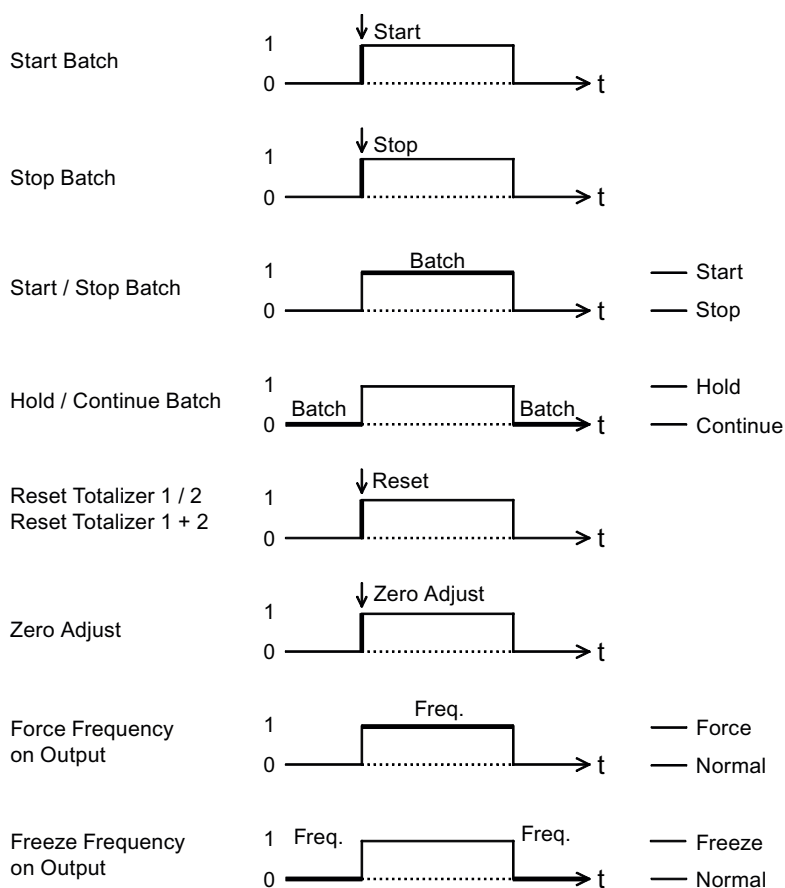 Start
1
Start Batch
0 t
Stop
1
Stop Batch
0 t
Batch
1 Start
Start / Stop Batch
0 t Stop
1 Hold
Hold / Continue Batch
Batch Batch
0 t Continue
Reset
Reset Totalizer 1 / 2
1
Reset Totalizer 1 + 2
0 t
Zero Adjust
1
Zero Adjust
0 t
Freq.
Force Frequency
1 Force
on Output
0 t Normal
Freeze Frequency
1 Freq. Freq. Freeze
on Output
0 t Normal